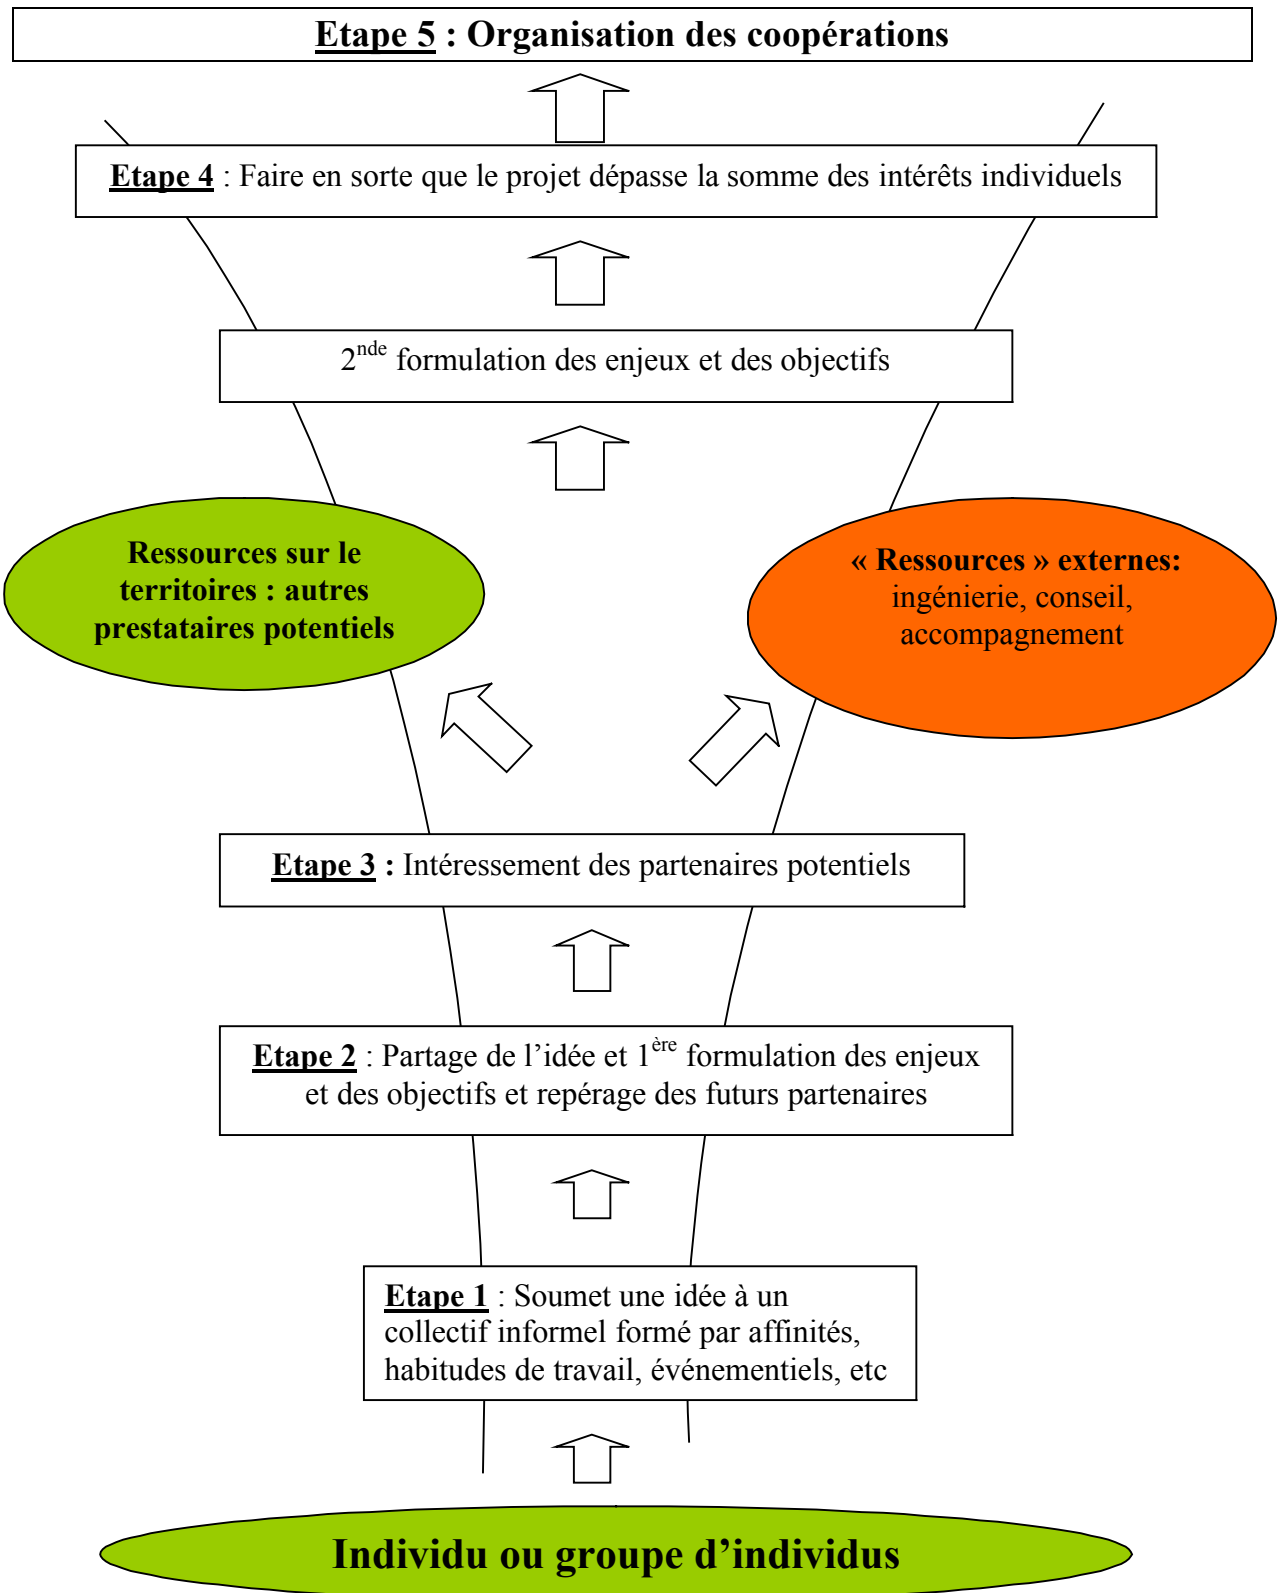 Etape 5 : Organisation des coopérations
Etape 4 : Faire en sorte que le projet dépasse la somme des intérêts individuels
2nde formulation des enjeux et des objectifs
Ressources sur le
territoires : autres
prestataires potentiels
« Ressources » externes:
ingénierie, conseil,
accompagnement
Etape 3 : Intéressement des partenaires potentiels
Etape 2 : Partage de l’idée et 1ère formulation des enjeux
et des objectifs et repérage des futurs partenaires
Etape 1 : Soumet une idée à un
collectif informel formé par affinités,
habitudes de travail, événementiels, etc
Individu ou groupe d’individus